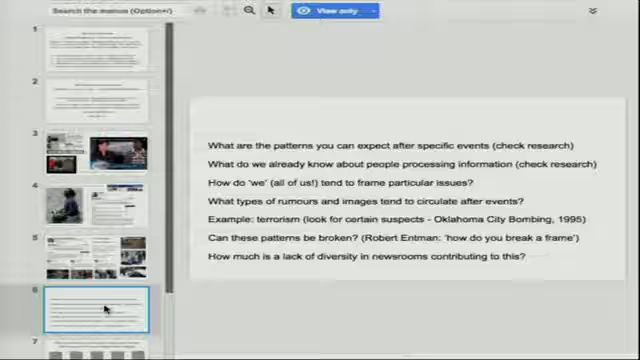 Search the menus (Option+/)
View only
1
2
3
4
5
6
7
What are the patterns you can expect after specific events (check research)
What do we already know about people processing information (check research)
How do 'we' (all of us!) tend to frame particular issues?
What types of rumours and images tend to circulate after events?
Example: terrorism (look for certain suspects - Oklahoma City Bombing, 1995)
Can these patterns be broken? (Robert Entman: 'how do you break a frame')
How much is a lack of diversity in newsrooms contributing to this?